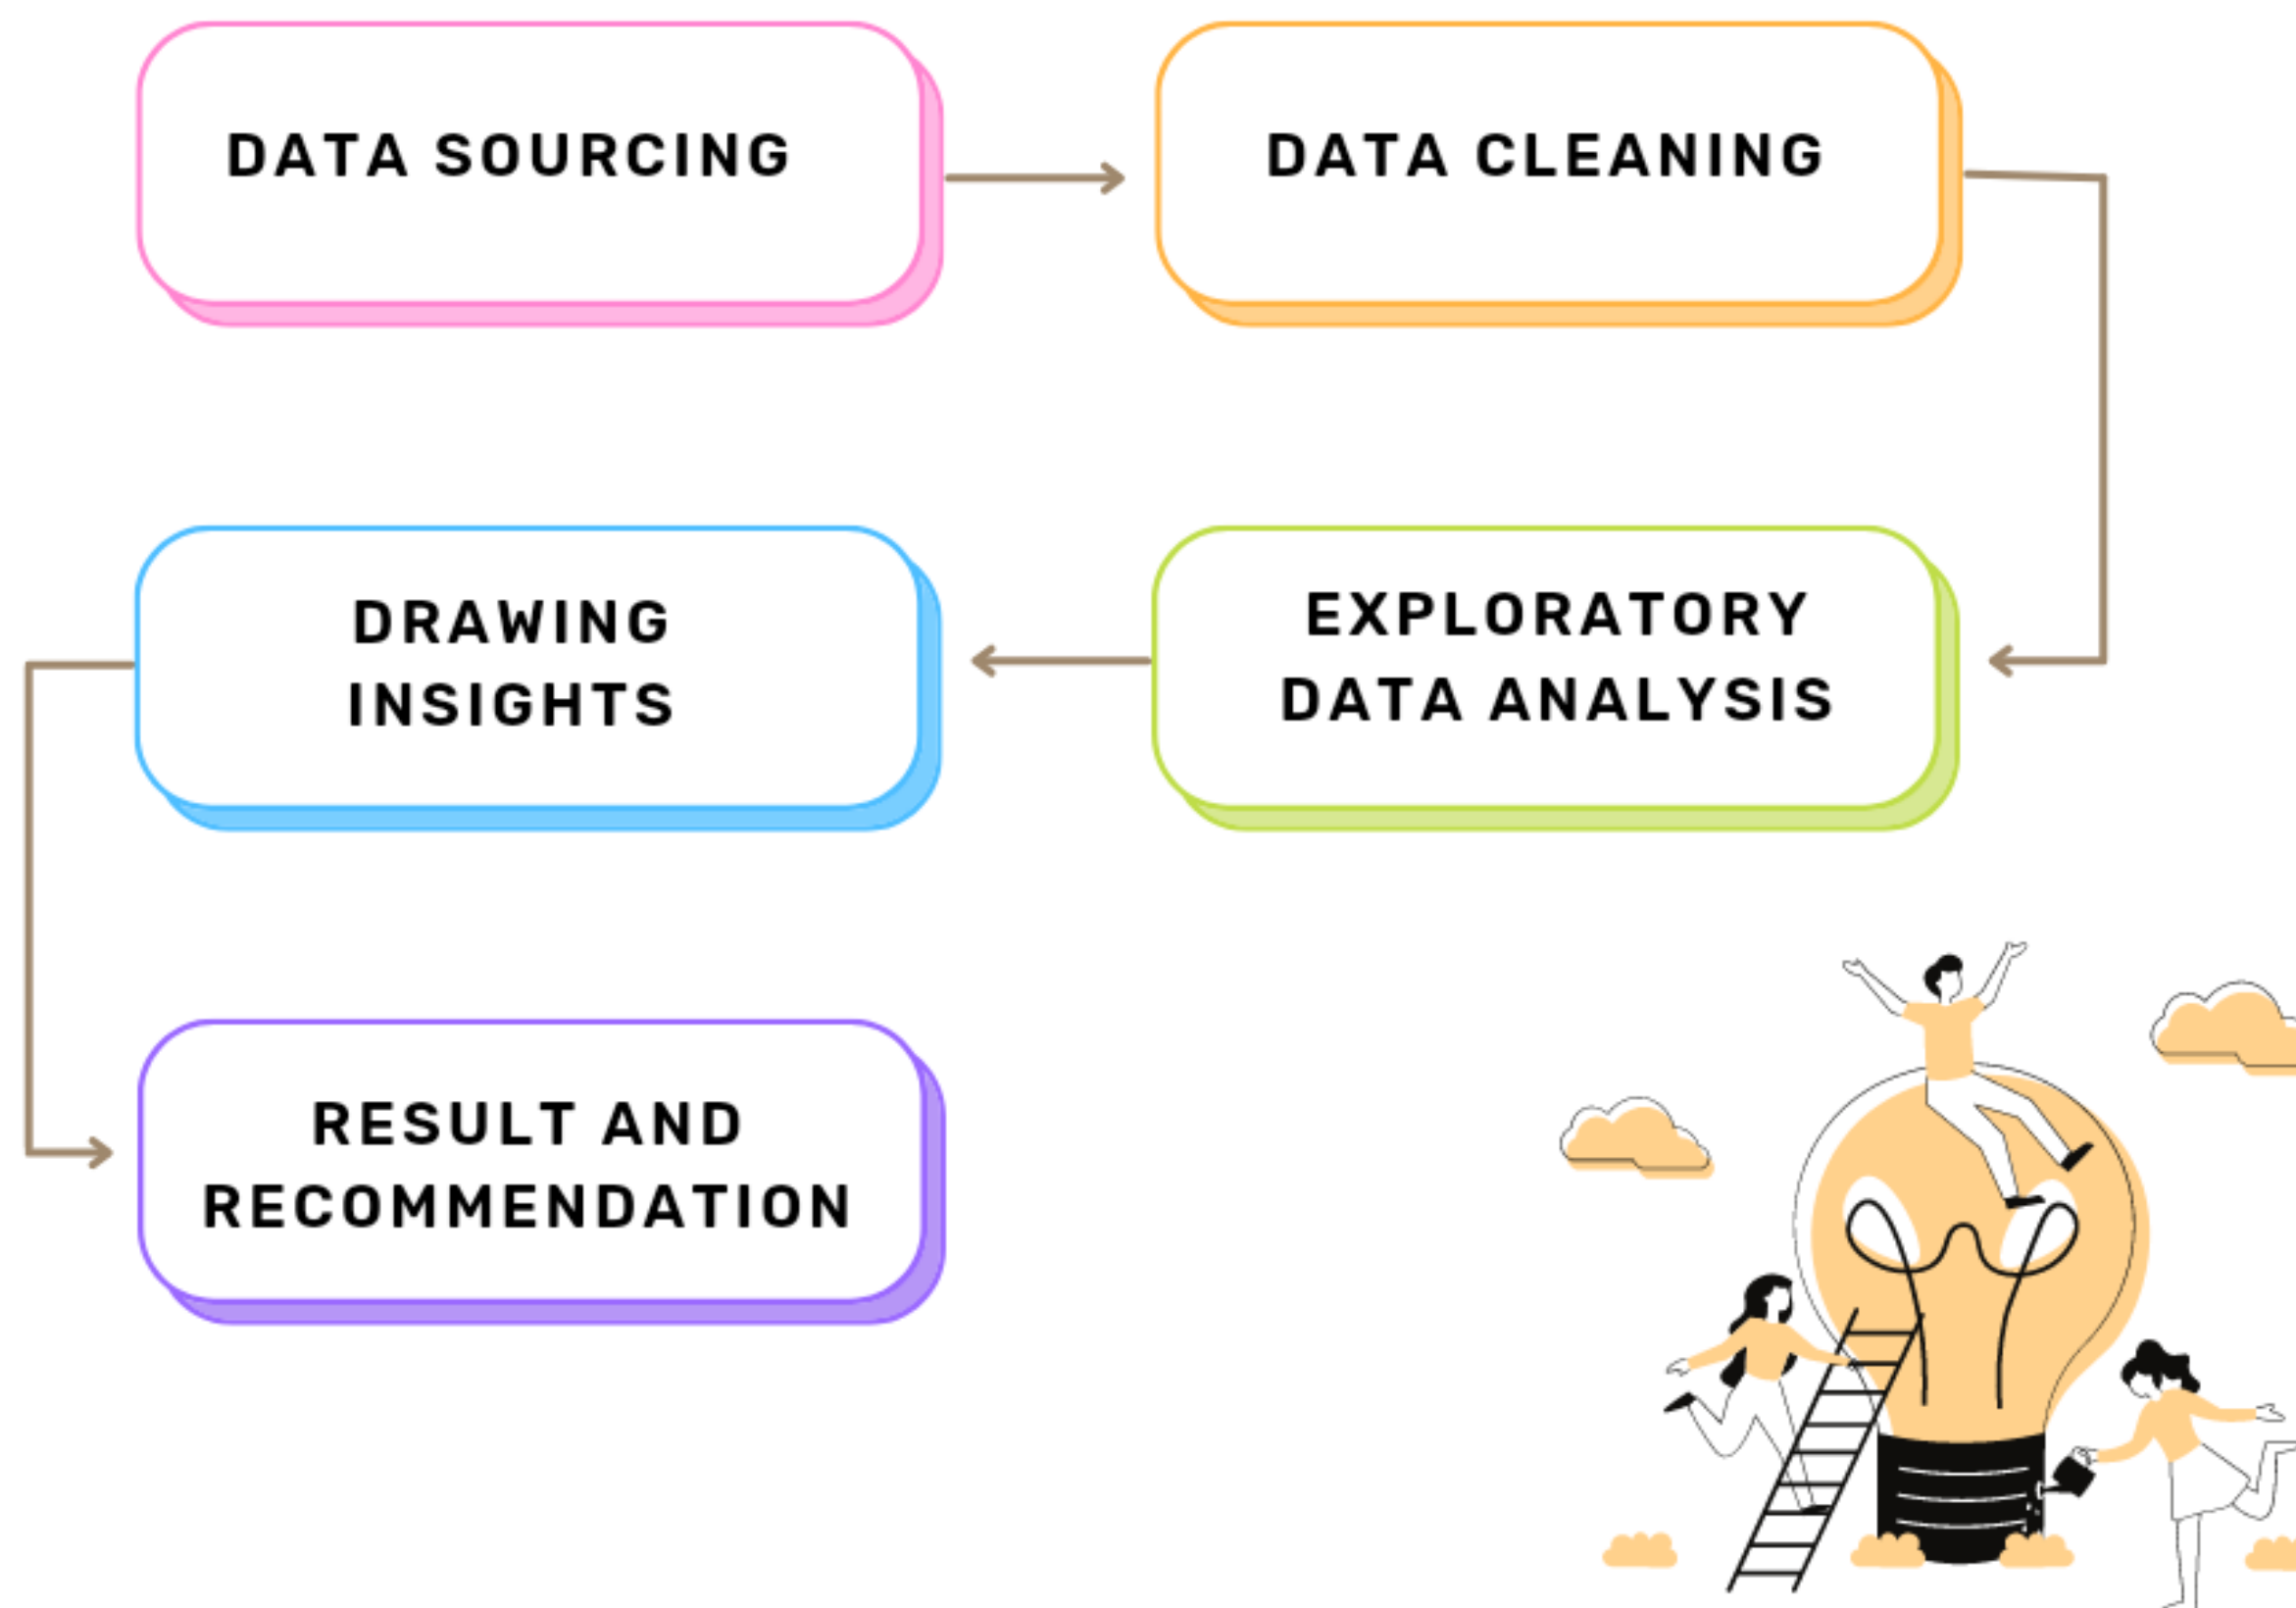 DATA SOURCING
DATA CLEANING
EXPLORATORY
DATA ANALYSIS
DRAWING
INSIGHTS
RESULT AND
RECOMMENDATION